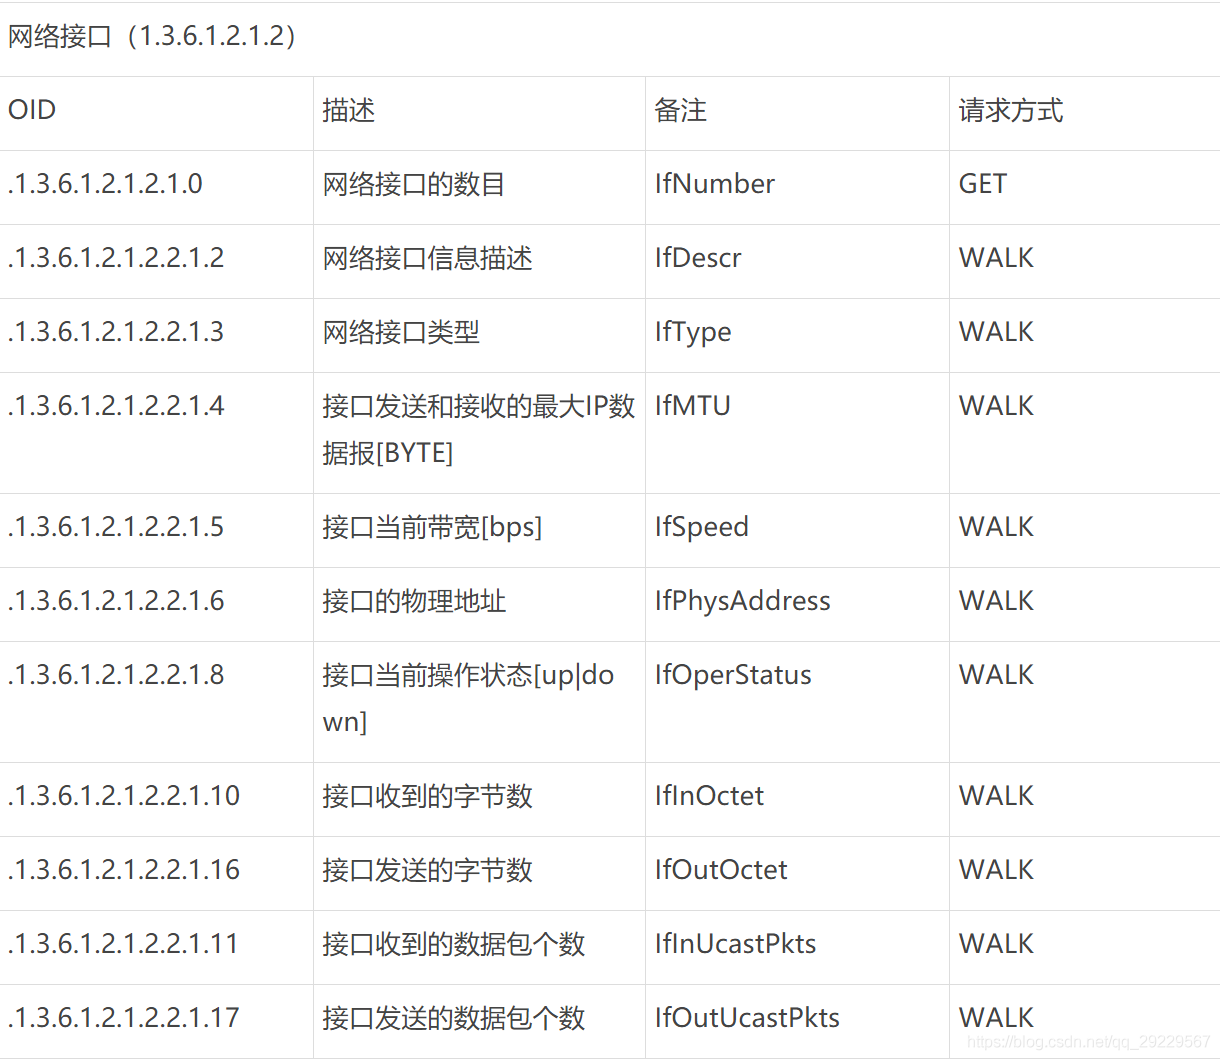 网络接口（1.3.6.1.2.1.2）
OID 描述 备注 请求方式
.1.3.6.1.2.1.2.1.0 网络接口的数目 IfNumber GET
.1.3.6.1.2.1.2.2.1.2 网络接口信息描述 IfDescr WALK
.1.3.6.1.2.1.2.2.1.3 网络接口类型 IfType WALK
.1.3.6.1.2.1.2.2.1.4 接口发送和接收的最大IP数 IfMTU WALK
据报[BYTE]
.1.3.6.1.2.1.2.2.1.5 接口当前带宽[bps] IfSpeed WALK
.1.3.6.1.2.1.2.2.1.6 接口的物理地址 IfPhysAddress WALK
.1.3.6.1.2.1.2.2.1.8 接口当前操作状态[up|do IfOperStatus WALK
wn]
.1.3.6.1.2.1.2.2.1.10 接口收到的字节数 IfInOctet WALK
.1.3.6.1.2.1.2.2.1.16 接口发送的字节数 IfOutOctet WALK
.1.3.6.1.2.1.2.2.1.11 接口收到的数据包个数 IfInUcastPkts WALK
.1.3.6.1.2.1.2.2.1.17 接口发送的数据包个数 IfOutUcastPkts WALK
https://blog.csdn.net/qq_29229567